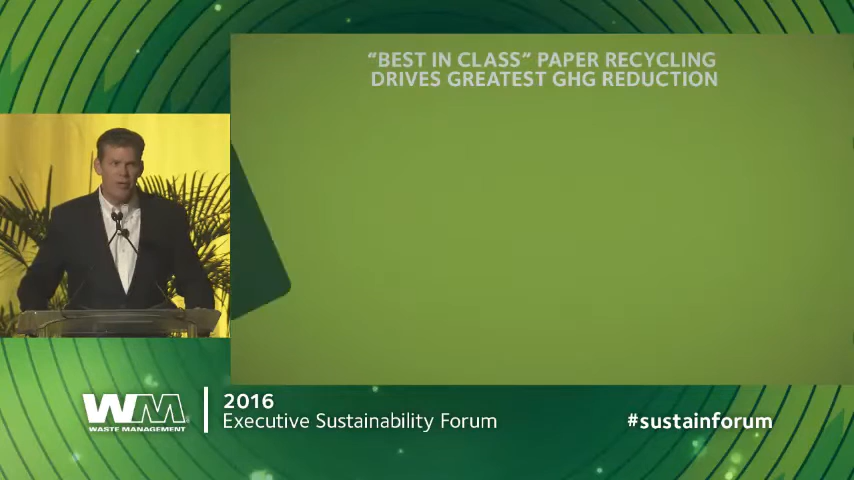 “BEST IN CLASS” PAPER RECYCLING
DRIVES GREATEST GHG REDUCTION
WM
WASTE MANAGEMENT
2016
Executive Sustainability Forum
#sustainforum